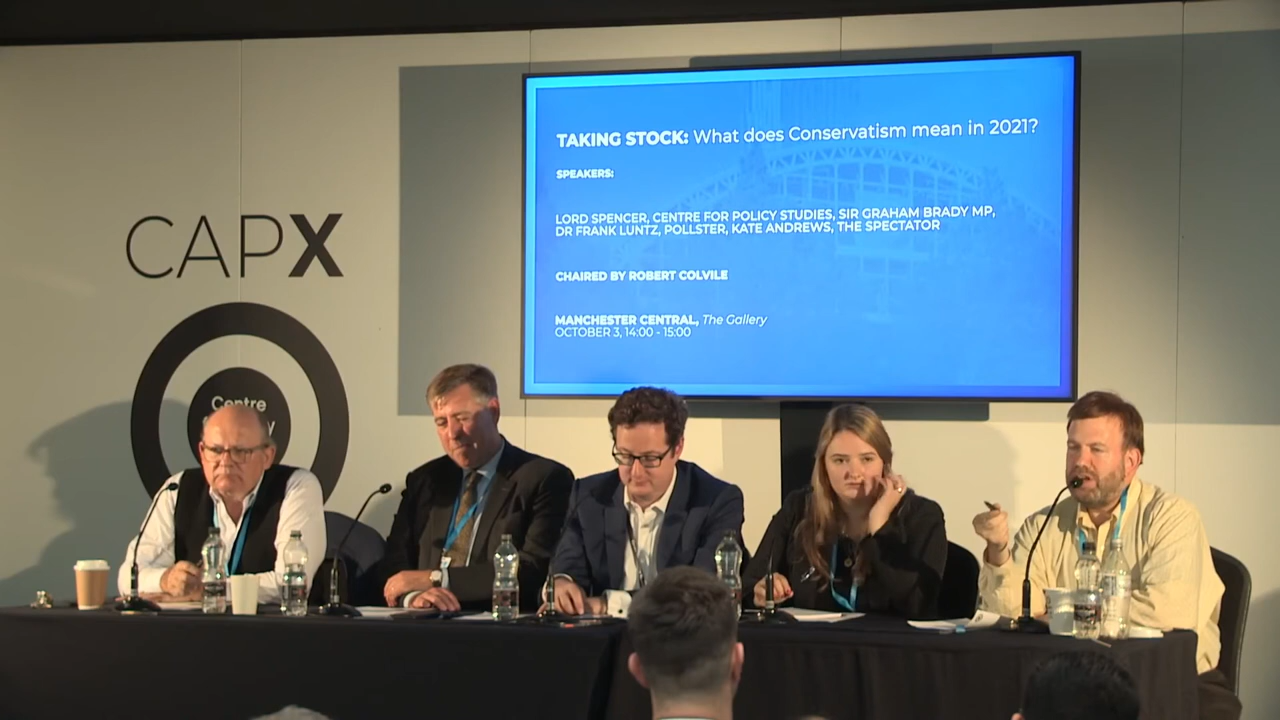 TAKING STOCK: What does Conservatism mean in 2021?
SPEAKERS:
LORD SPENCER, CENTRE FOR POLICY STUDIES, SIR GRAHAM BRADY MP,
DR FRANK LUNTZ, POLLSTER, KATE ANDREWS, THE SPECTATOR
CHAIRED BY ROBERT COLVILE
MANCHESTER CENTRAL, The Gallery
OCTOBER 3, 14:00 - 15:00
CAPX
Centre